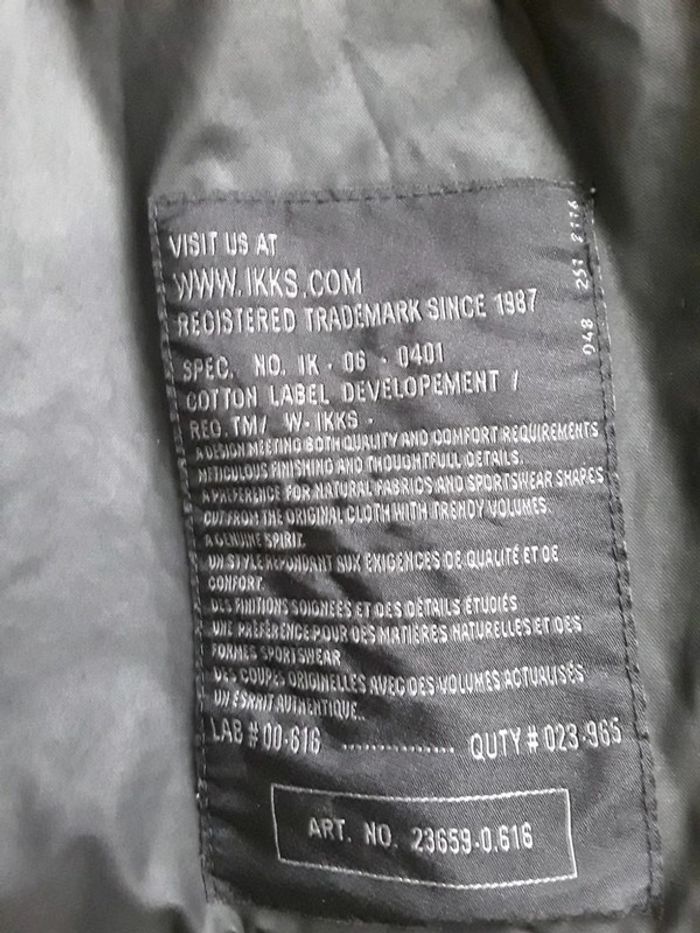 VISIT US AT
WWW.IKKS.COM
REGISTERED TRADEMARK SINCE 1987
SPEC. NO. IK - 06 - 0401
COTTON LABEL DEVELOPEMENT /
REG. TM/ W- IKKS -
A DESIGN MEETING BOTH QUALITY AND COMFORT REQUIREMENTS
METICULOUS FINISHING AND THOUGHTFULL DETAILS.
A PREFERENCE FOR NATURAL FABRICS AND SPORTSWEAR SHAPES
CUT FROM THE ORIGINAL CLOTH WITH TRENDY VOLUMES.
A GENUINE SPIRIT.
UN STYLE REPONDANT AUX EXIGENCES DE QUALITÉ ET DE
CONFORT.
DES FINITIONS SOIGNEES ET DES DÉTAILS ÉTUDIÉS
UNE PRÉFERENCE POUR DES MATIÈRES NATURELLES ET DES
FORMES SPORTSWEAR
DES COUPES ORIGINELLES AVEC DES VOLUMES ACTUALISÉS
UN ESPRIT AUTHENTIQUE..
LAB # 00-616 ............... QUTY # 023-965
ART. NO. 23659-0.616
048 251 2116